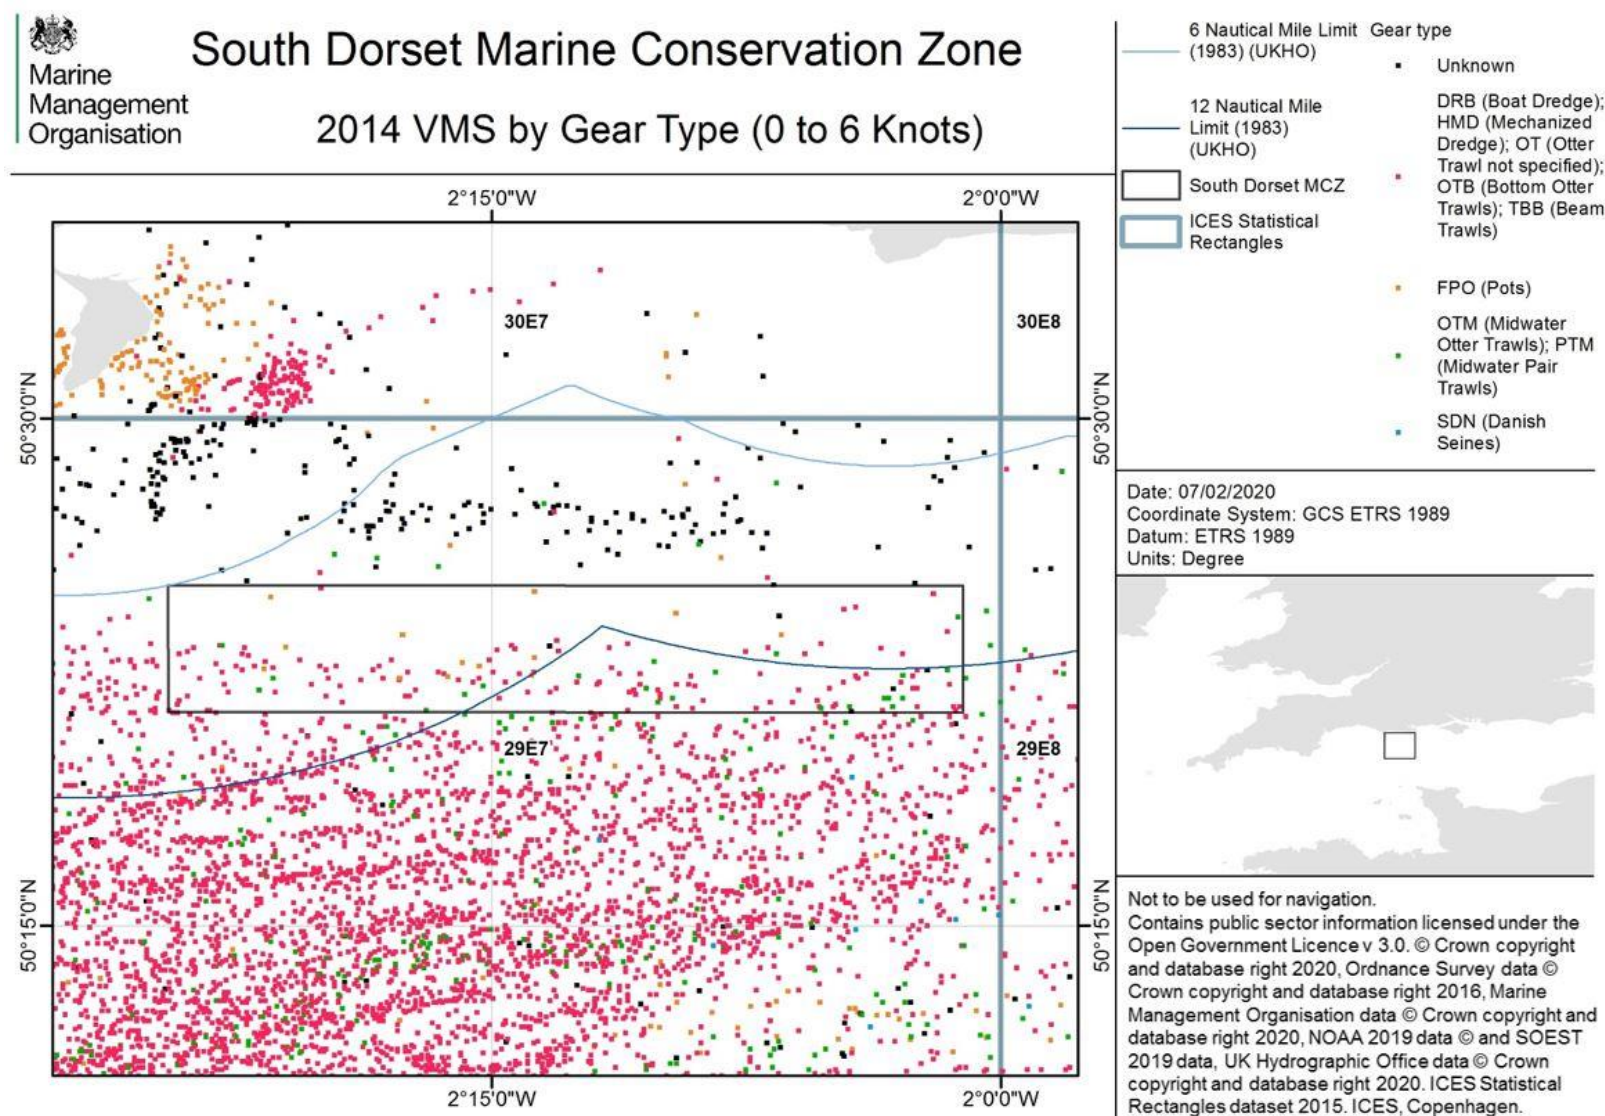 Marine
Management
Organisation
South Dorset Marine Conservation Zone
2014 VMS by Gear Type (0 to 6 Knots)
6 Nautical Mile Limit
(1983) (UKHO)
12 Nautical Mile
Limit (1983)
(UKHO)
South Dorset MCZ
ICES Statistical
Rectangles
Gear type
Unknown
DRB (Boat Dredge);
HMD (Mechanized
Dredge); OT (Otter
Trawl not specified);
OTB (Bottom Otter
Trawls); TBB (Beam
Trawls)
FPO (Pots)
OTM (Midwater
Otter Trawls); PTM
(Midwater Pair
Trawls)
SDN (Danish
Seines)
2°15'0"W
2°0'0"W
30E7
30E8
50°30'0"N
50°30'0"N
29E7
29E8
50°15'0"N
50°15'0"N
2°15'0"W
2°0'0"W
Date: 07/02/2020
Coordinate System: GCS ETRS 1989
Datum: ETRS 1989
Units: Degree
Not to be used for navigation.
Contains public sector information licensed under the
Open Government Licence v 3.0. © Crown copyright
and database right 2020, Ordnance Survey data ©
Crown copyright and database right 2016, Marine
Management Organisation data © Crown copyright and
database right 2020, NOAA 2019 data © and SOEST
2019 data, UK Hydrographic Office data © Crown
copyright and database right 2020. ICES Statistical
Rectangles dataset 2015. ICES, Copenhagen.